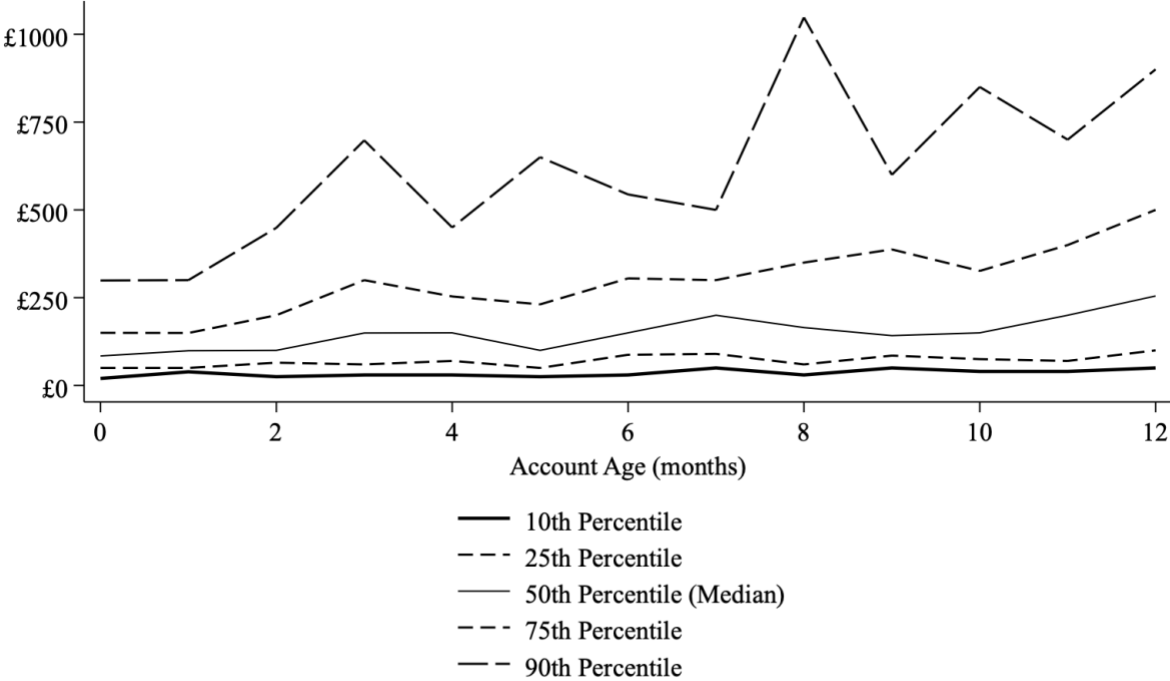 £1000
£750
£500
£250
£0
0 2 4 6 8 10 12
Account Age (months)
10th Percentile
25th Percentile
50th Percentile (Median)
75th Percentile
90th Percentile